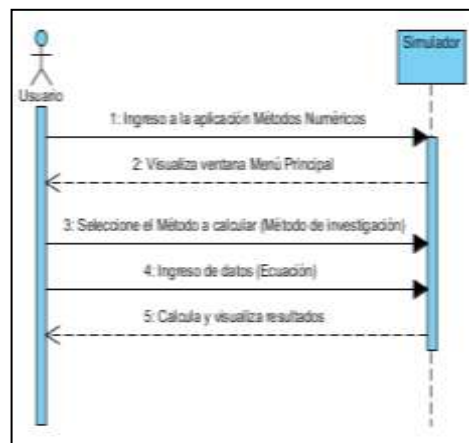 Simulador
Usuario
1: Ingreso a la aplicación Métodos Numéricos
2: Visualiza ventana Menú Principal
3: Seleccione el Método a calcular (Método de investigación)
4: Ingreso de datos (Ecuación)
5: Calcula y visualiza resultados